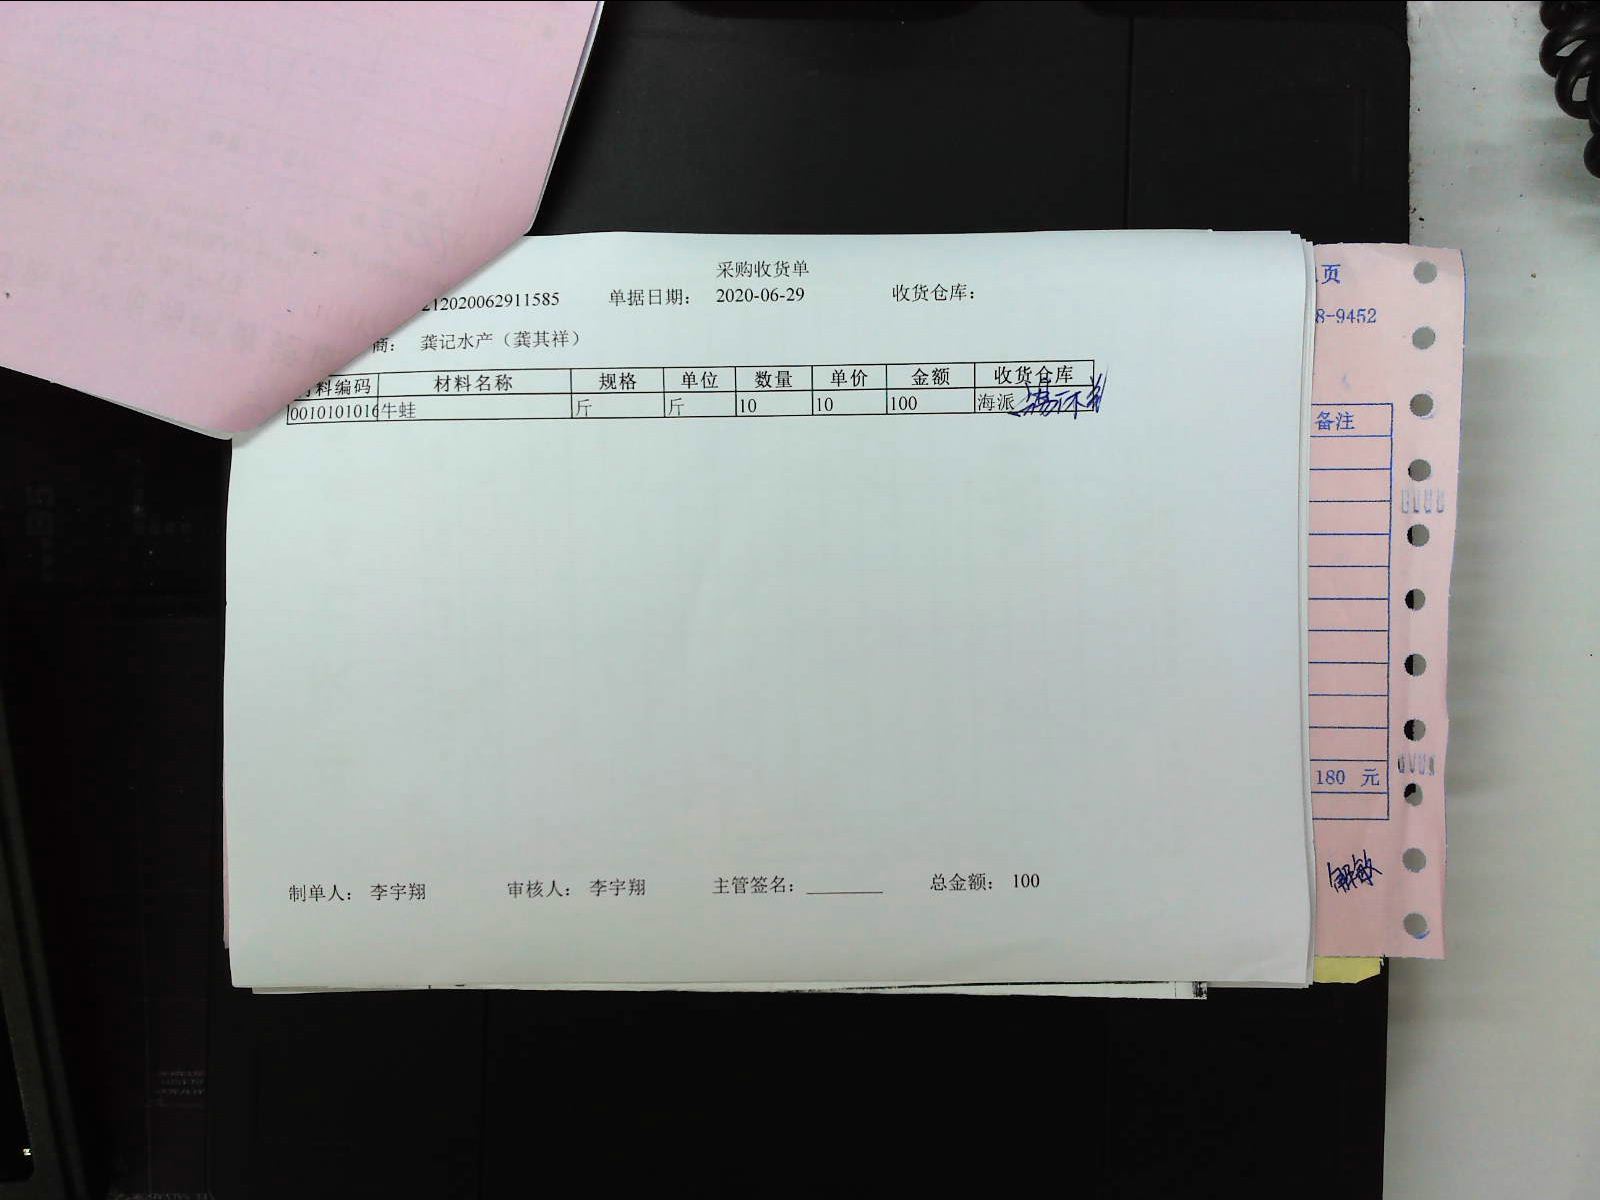 采购收货单
212020062911585 单据日期： 2020-06-29 收货仓库：
商： 龚记水产（龚其祥）
料编码 材料名称 规格 单位 数量 单价 金额 收货仓库
0010101016 牛蛙 斤 斤 10 10 100 海派
制单人： 李宇翔 审核人： 李宇翔 主管签名： 总金额： 100
页
8-9452
备注
180 元